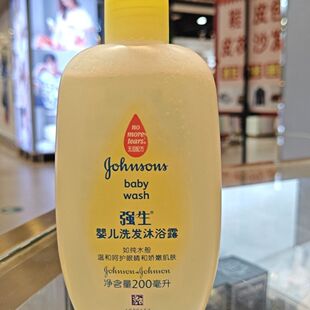 no
more
tears
无泪配方
Johnsons
baby
wash
强生
婴儿洗发沐浴露
如纯水般
温和呵护眼睛和娇嫩肌肤
Johnson & Johnson
净含量200毫升